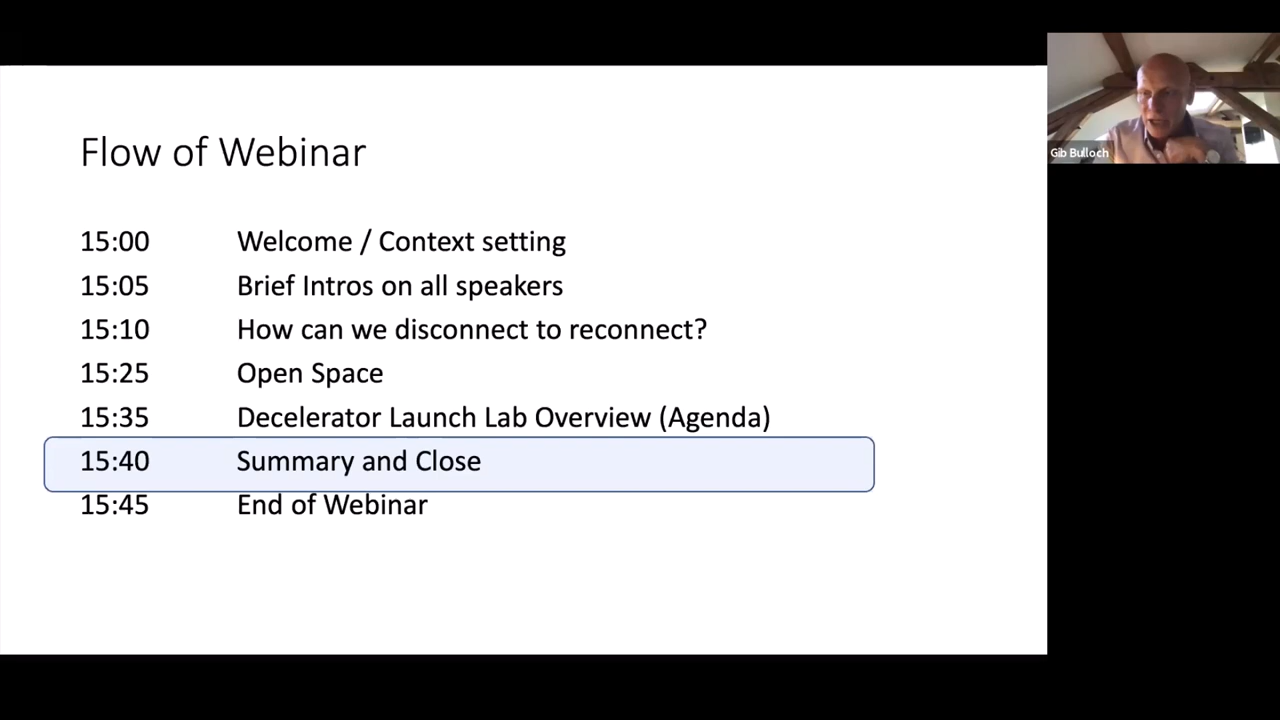 Flow of Webinar
15:00 Welcome / Context setting
15:05 Brief Intros on all speakers
15:10 How can we disconnect to reconnect?
15:25 Open Space
15:35 Decelerator Launch Lab Overview (Agenda)
15:40 Summary and Close
15:45 End of Webinar
Gib Bulloch